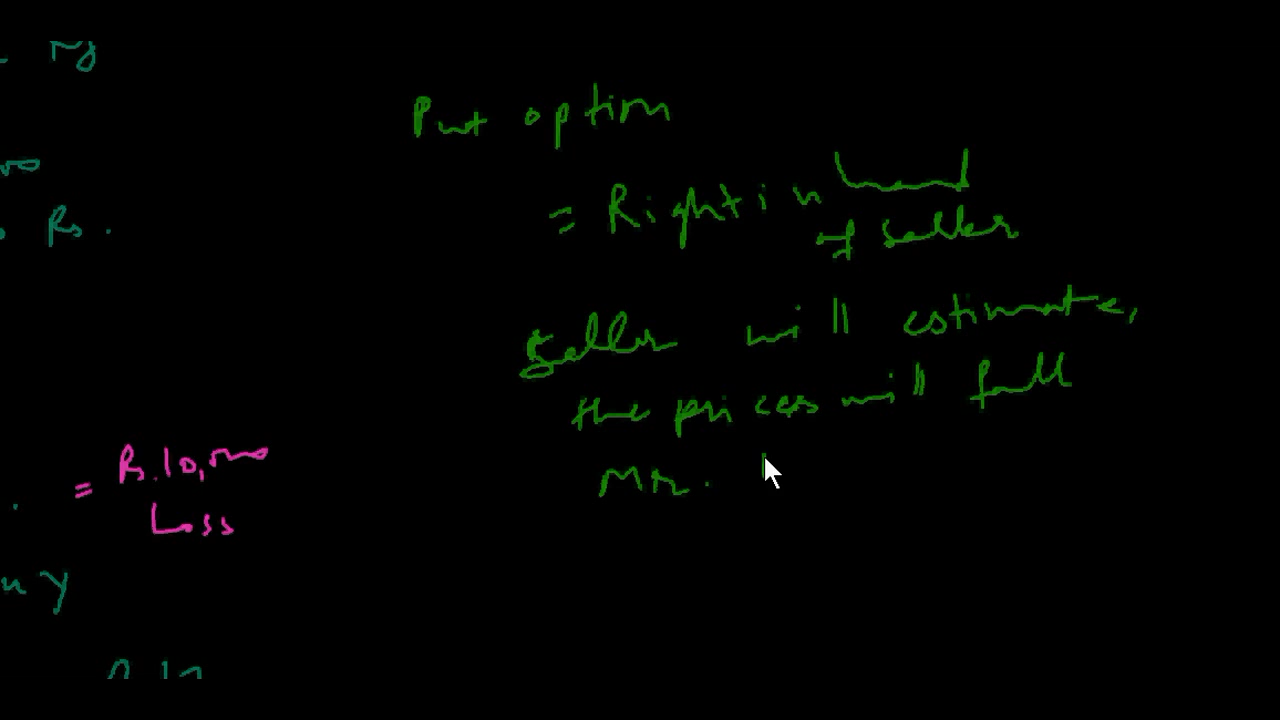 Put option
= Right in hand
of seller
Seller will estimate,
the prices will fall
Mr.
Rs.
= Rs. 10,000
Loss